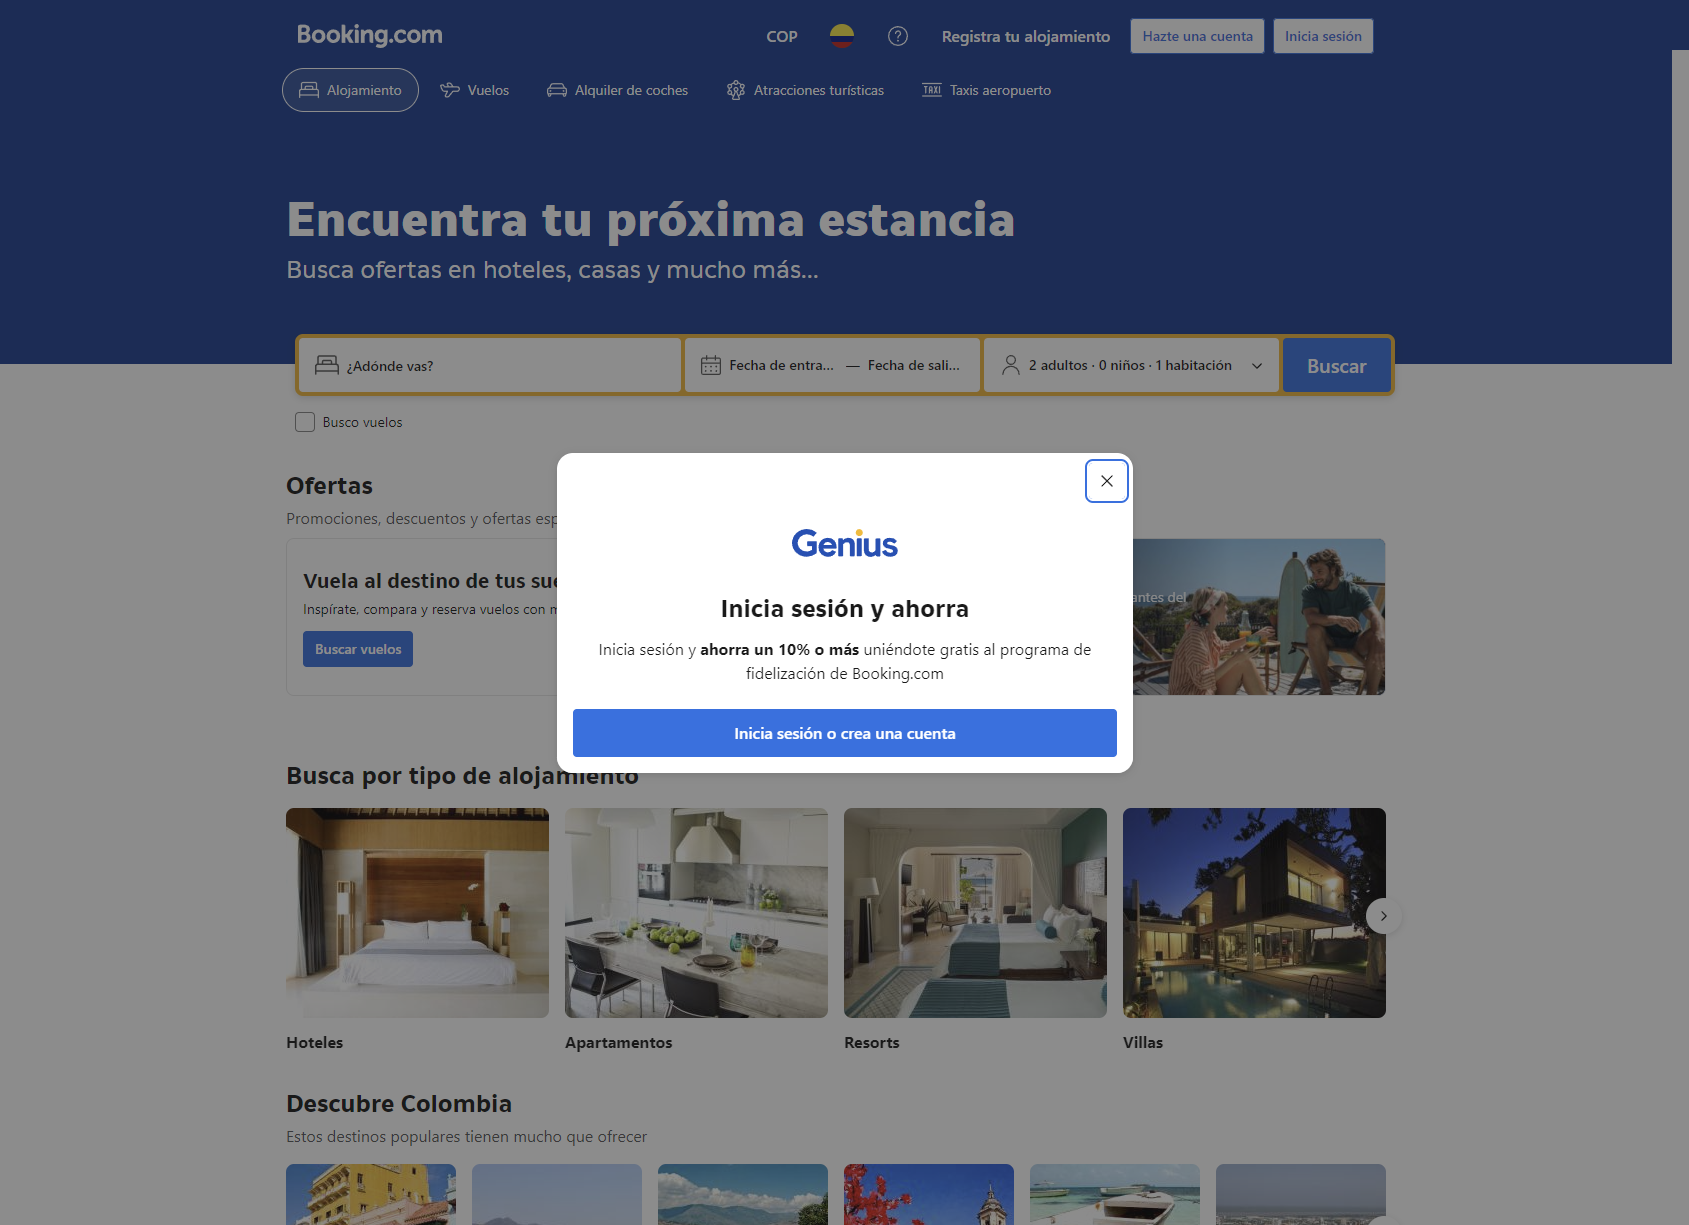 Booking.com
COP
Registra tu alojamiento
Hazte una cuenta
Inicia sesión
Alojamiento
Vuelos
Alquiler de coches
Atracciones turísticas
TAXI
Taxis aeropuerto
Encuentra tu próxima estancia
Busca ofertas en hoteles, casas y mucho más...
¿Adónde vas?
Fecha de entra... — Fecha de sali...
2 adultos · 0 niños · 1 habitación
Buscar
Busco vuelos
Ofertas
Promociones, descuentos y ofertas esp
Vuela al destino de tus sue
Inspírate, compara y reserva vuelos con m
Buscar vuelos
antes del
Genius
Inicia sesión y ahorra
Inicia sesión y ahorra un 10% o más uniéndote gratis al programa de
fidelización de Booking.com
Inicia sesión o crea una cuenta
Busca por tipo de alojamiento
Hoteles
Apartamentos
Resorts
Villas
Descubre Colombia
Estos destinos populares tienen mucho que ofrecer